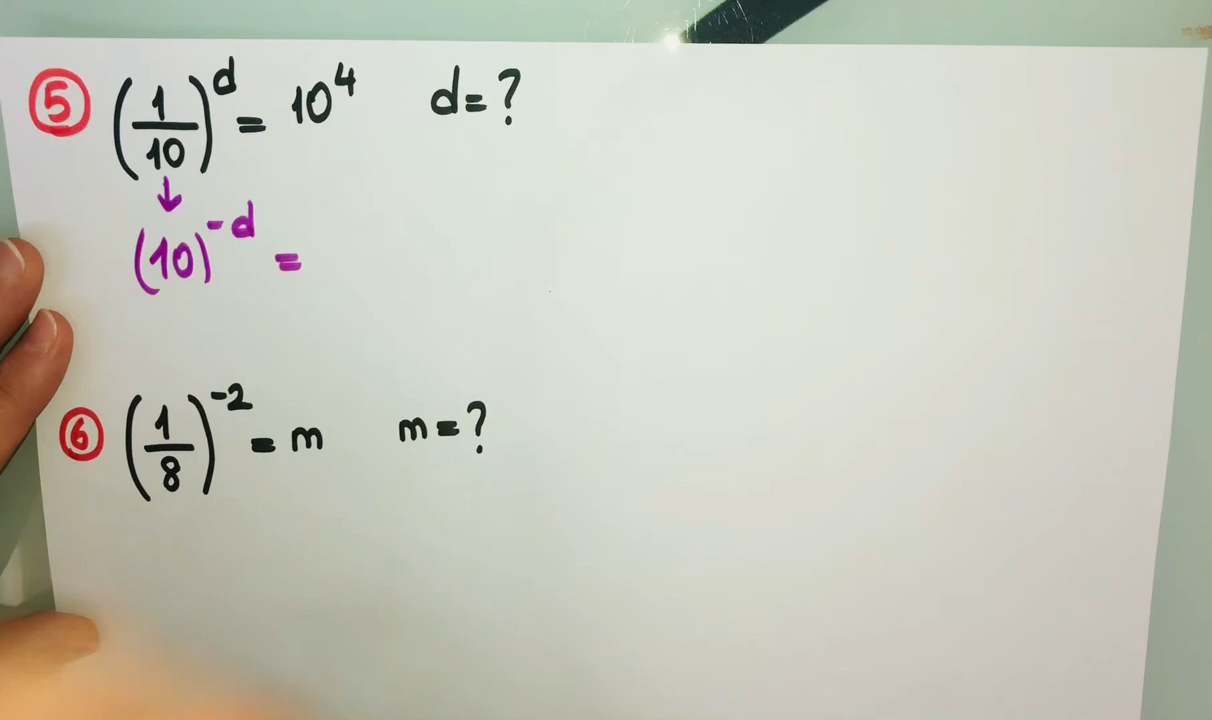 ⑤ (1/10)^d = 10^4 d = ?
↓
(10)^-d =
⑥ (1/8)^-2 = m m = ?